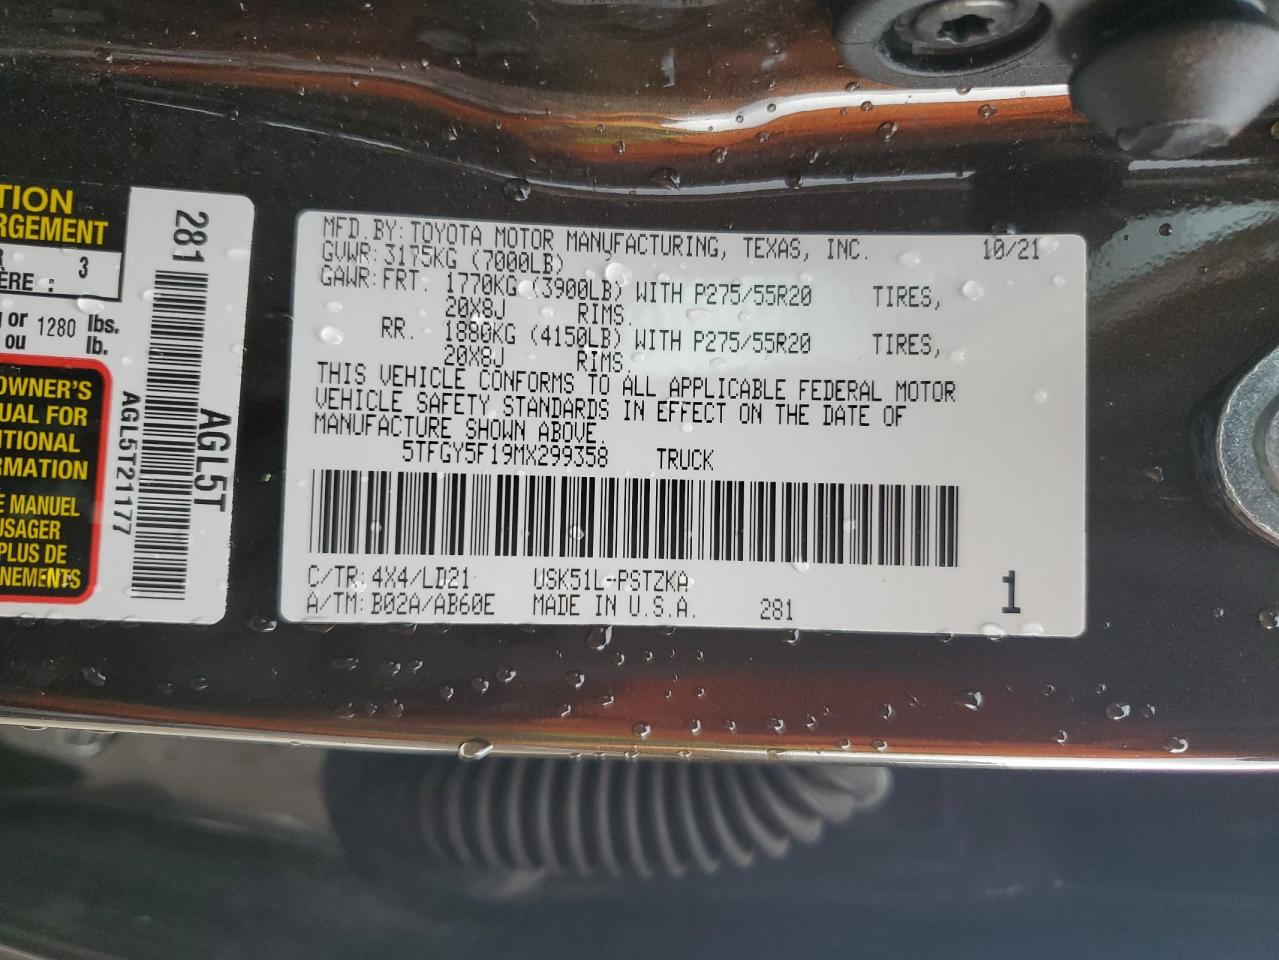 TION
RGEMENT
R
ÈRE : 3
or 1280 lbs.
ou lb.
OWNER'S
UAL FOR
ITIONAL
RMATION
E MANUEL
USAGER
PLUS DE
NEMENTS
281
AGL5T
AGL5T21177
MFD. BY: TOYOTA MOTOR MANUFACTURING, TEXAS, INC. 10/21
GVWR: 3175KG (7000LB)
GAWR: FRT. 1770KG (3900LB) WITH P275/55R20 TIRES,
20X8J RIMS.
RR. 1880KG (4150LB) WITH P275/55R20 TIRES,
20X8J RIMS.
THIS VEHICLE CONFORMS TO ALL APPLICABLE FEDERAL MOTOR
VEHICLE SAFETY STANDARDS IN EFFECT ON THE DATE OF
MANUFACTURE SHOWN ABOVE.
5TFGY5F19MX299358 TRUCK
C/TR: 4X4/LD21 USK51L-PSTZKA
A/TM: B02A/AB60E MADE IN U.S.A. 281
1